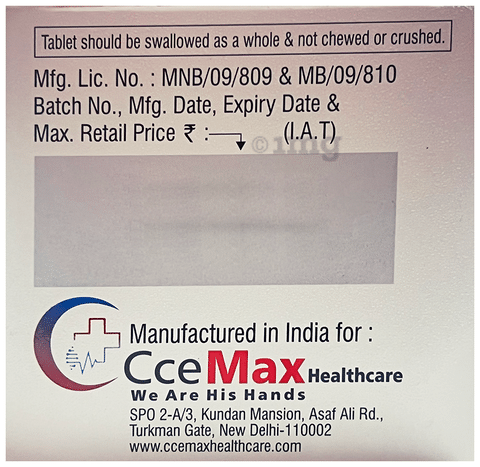 Tablet should be swallowed as a whole & not chewed or crushed.
Mfg. Lic. No. : MNB/09/809 & MB/09/810
Batch No., Mfg. Date, Expiry Date &
Max. Retail Price ₹ : (I.A.T)
©1mg
Manufactured in India for :
CceMax Healthcare
We Are His Hands
SPO 2-A/3, Kundan Mansion, Asaf Ali Rd.,
Turkman Gate, New Delhi-110002
www.ccemaxhealthcare.com